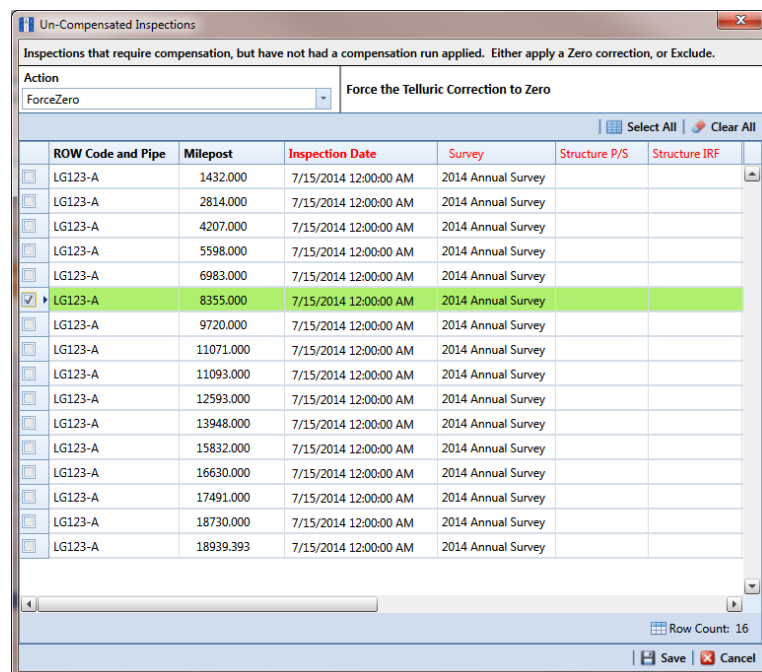 Un-Compensated Inspections
Inspections that require compensation, but have not had a compensation run applied. Either apply a Zero correction, or Exclude.
Action
ForceZero
Force the Telluric Correction to Zero
Select All Clear All
ROW Code and Pipe Milepost Inspection Date Survey Structure P/S Structure IRF
LG123-A 1432.000 7/15/2014 12:00:00 AM 2014 Annual Survey
LG123-A 2814.000 7/15/2014 12:00:00 AM 2014 Annual Survey
LG123-A 4207.000 7/15/2014 12:00:00 AM 2014 Annual Survey
LG123-A 5598.000 7/15/2014 12:00:00 AM 2014 Annual Survey
LG123-A 6983.000 7/15/2014 12:00:00 AM 2014 Annual Survey
LG123-A 8355.000 7/15/2014 12:00:00 AM 2014 Annual Survey
LG123-A 9720.000 7/15/2014 12:00:00 AM 2014 Annual Survey
LG123-A 11071.000 7/15/2014 12:00:00 AM 2014 Annual Survey
LG123-A 11093.000 7/15/2014 12:00:00 AM 2014 Annual Survey
LG123-A 12593.000 7/15/2014 12:00:00 AM 2014 Annual Survey
LG123-A 13948.000 7/15/2014 12:00:00 AM 2014 Annual Survey
LG123-A 15832.000 7/15/2014 12:00:00 AM 2014 Annual Survey
LG123-A 16630.000 7/15/2014 12:00:00 AM 2014 Annual Survey
LG123-A 17491.000 7/15/2014 12:00:00 AM 2014 Annual Survey
LG123-A 18730.000 7/15/2014 12:00:00 AM 2014 Annual Survey
LG123-A 18939.393 7/15/2014 12:00:00 AM 2014 Annual Survey
Row Count: 16
Save Cancel